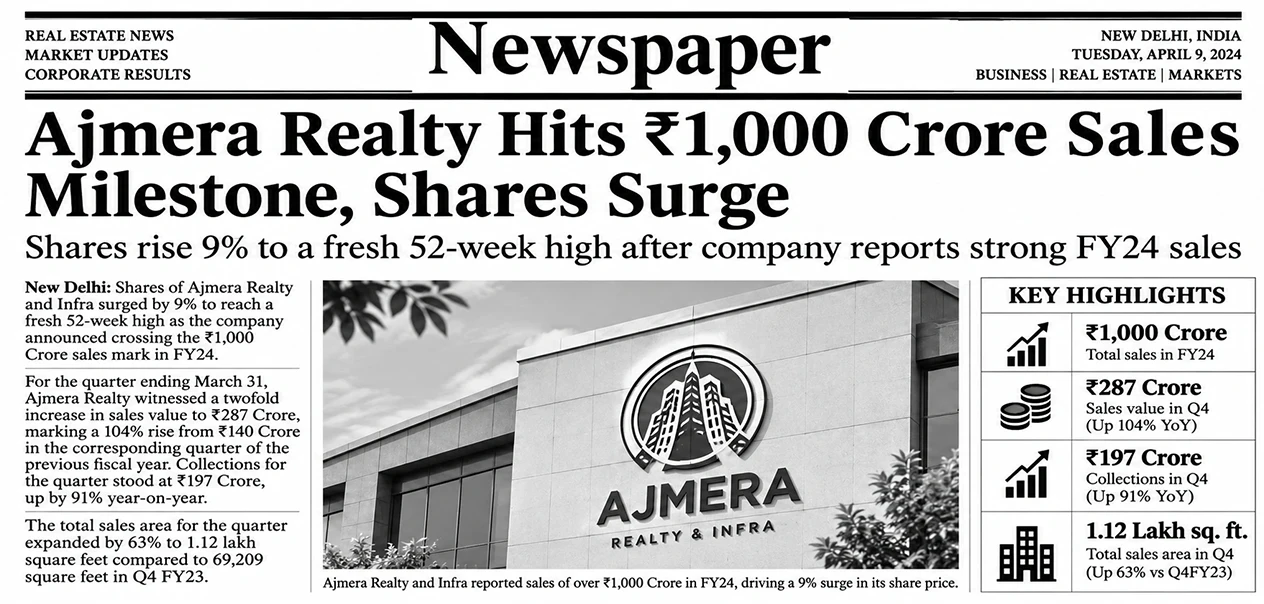 REAL ESTATE NEWS
MARKET UPDATES
CORPORATE RESULTS
Newspaper
NEW DELHI, INDIA
TUESDAY, APRIL 9, 2024
BUSINESS | REAL ESTATE | MARKETS
Ajmera Realty Hits ₹1,000 Crore Sales
Milestone, Shares Surge
Shares rise 9% to a fresh 52-week high after company reports strong FY24 sales
New Delhi: Shares of Ajmera Realty
and Infra surged by 9% to reach a
fresh 52-week high as the company
announced crossing the ₹1,000
Crore sales mark in FY24.
For the quarter ending March 31,
Ajmera Realty witnessed a twofold
increase in sales value to ₹287 Crore,
marking a 104% rise from ₹140 Crore
in the corresponding quarter of the
previous fiscal year. Collections for
the quarter stood at ₹197 Crore,
up by 91% year-on-year.
The total sales area for the quarter
expanded by 63% to 1.12 lakh
square feet compared to 69,209
square feet in Q4 FY23.
AJMERA
REALTY & INFRA
Ajmera Realty and Infra reported sales of over ₹1,000 Crore in FY24, driving a 9% surge in its share price.
KEY HIGHLIGHTS
₹1,000 Crore
Total sales in FY24
₹287 Crore
Sales value in Q4
(Up 104% YoY)
₹197 Crore
Collections in Q4
(Up 91% YoY)
1.12 Lakh sq. ft.
Total sales area in Q4
(Up 63% vs Q4FY23)